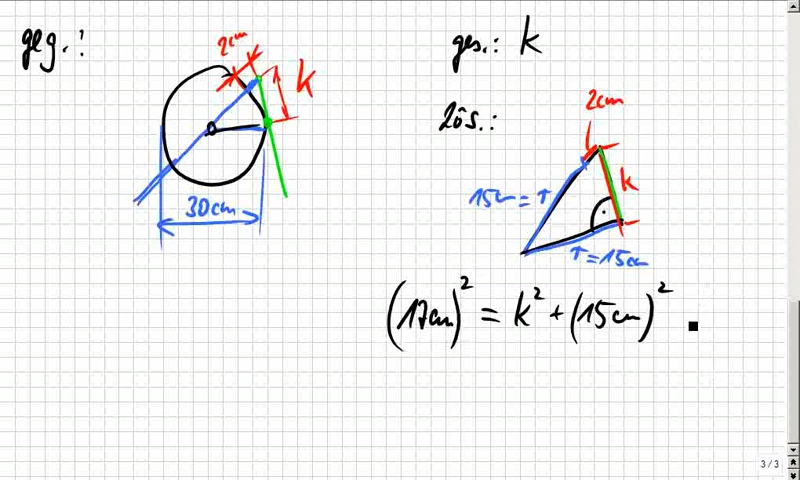 geg.:
2cm
k
30cm
ges.: k
Lös.:
2cm
15cm = r
k
r = 15cm
(17cm)² = k² + (15cm)²
3 / 3